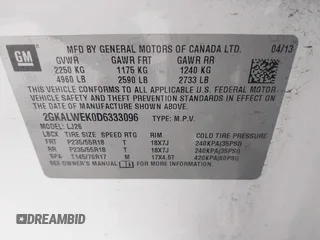 GM
MFD BY GENERAL MOTORS OF CANADA LTD.
04/13
GVWR GAWR FRT GAWR RR
2250 KG 1175 KG 1240 KG
4960 LB 2590 LB 2733 LB
THIS VEHICLE CONFORMS TO ALL APPLICABLE U.S. FEDERAL MOTOR VEHICLE SAFETY AND THEFT PREVENTION STANDARDS IN EFFECT ON THE DATE OF MANUFACTURE SHOWN ABOVE.
2GKALWEK0D6333096 TYPE: M.P.V.
MODEL: LJ26
TIRE SIZE SPEED RTG RIM COLD TIRE PRESSURE
FRT P235/55R18 T 18X7J 240KPA(35PSI)
RR P235/55R18 T 18X7J 240KPA(35PSI)
SPA T145/70R17 M 17X4.5T 420KPA(60PSI)
SEE OWNER'S MANUAL FOR ADDITIONAL INFORMATION.
DREAMBID